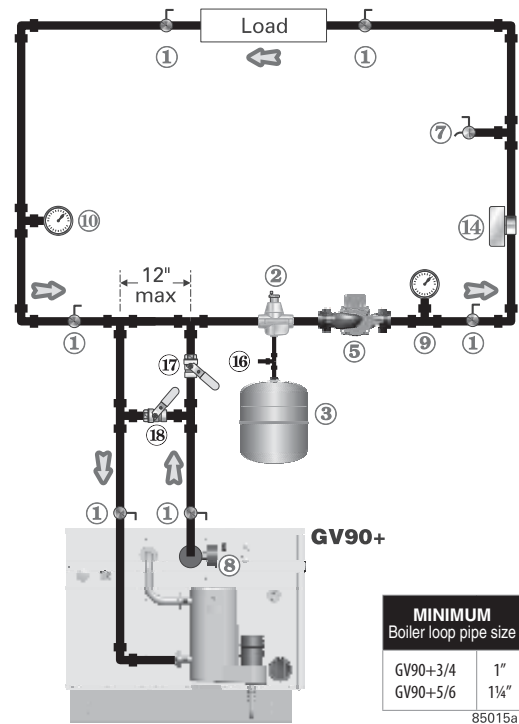 Load
①
①
⑦
⑩
⑭
12"
max
②
①
⑰
⑯
⑤
⑨
①
③
⑱
①
①
GV90+
⑧
MINIMUM
Boiler loop pipe size
GV90+3/4 1"
GV90+5/6 1¼"
85015a